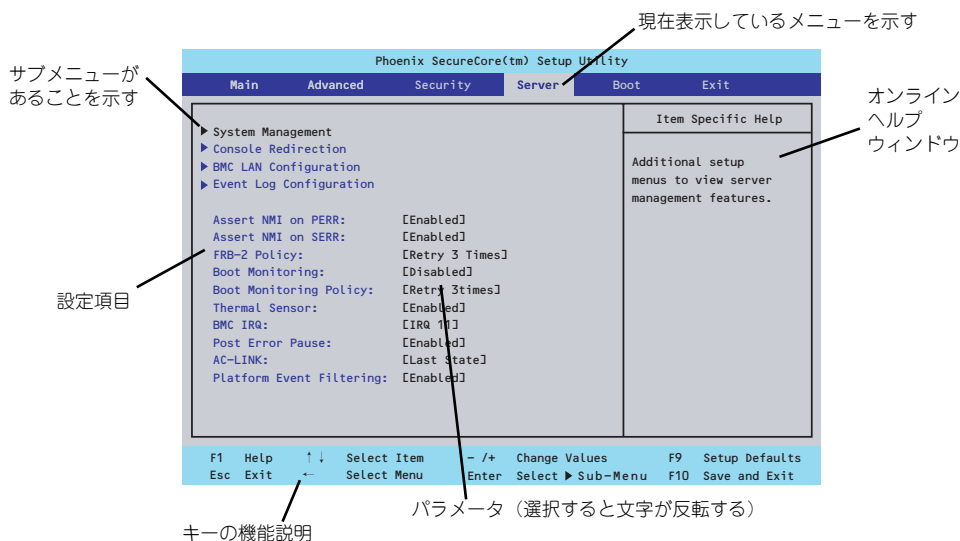 現在表示しているメニューを示す
サブメニューが
あることを示す
Phoenix SecureCore(tm) Setup Utility
Main Advanced Security Server Boot Exit
オンライン
ヘルプ
ウィンドウ
▶ System Management
▶ Console Redirection
▶ BMC LAN Configuration
▶ Event Log Configuration
Item Specific Help
Additional setup
menus to view server
management features.
Assert NMI on PERR: [Enabled]
Assert NMI on SERR: [Enabled]
FRB-2 Policy: [Retry 3 Times]
Boot Monitoring: [Disabled]
Boot Monitoring Policy: [Retry 3times]
Thermal Sensor: [Enabled]
BMC IRQ: [IRQ 11]
Post Error Pause: [Enabled]
AC-LINK: [Last State]
Platform Event Filtering: [Enabled]
設定項目
F1 Help ↑↓ Select Item - /+ Change Values F9 Setup Defaults
Esc Exit ← Select Menu Enter Select ▶ Sub-Menu F10 Save and Exit
パラメータ（選択すると文字が反転する）
キーの機能説明